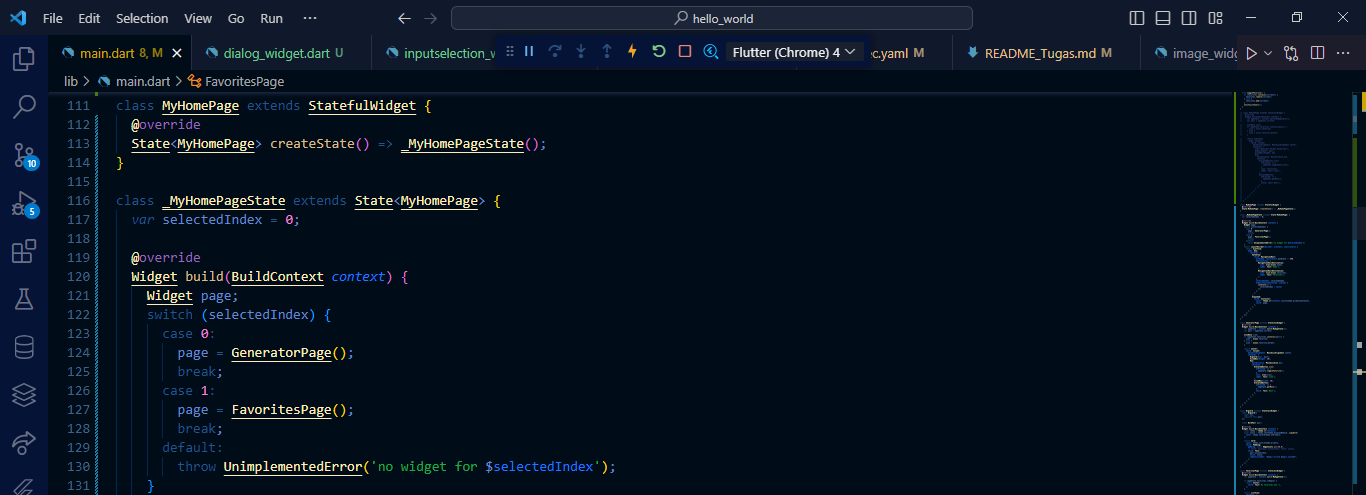 File Edit Selection View Go Run ··· hello_world
main.dart 8, M dialog_widget.dart U inputselection_w Flutter (Chrome) 4 ec.yaml M README_Tugas.md M image_widg
lib > main.dart > FavoritesPage
111 class MyHomePage extends StatefulWidget {
112 @override
113 State<MyHomePage> createState() => _MyHomePageState();
114 }
115
116 class _MyHomePageState extends State<MyHomePage> {
117 var selectedIndex = 0;
118
119 @override
120 Widget build(BuildContext context) {
121 Widget page;
122 switch (selectedIndex) {
123 case 0:
124 page = GeneratorPage();
125 break;
126 case 1:
127 page = FavoritesPage();
128 break;
129 default:
130 throw UnimplementedError('no widget for $selectedIndex');
131 }
10
5